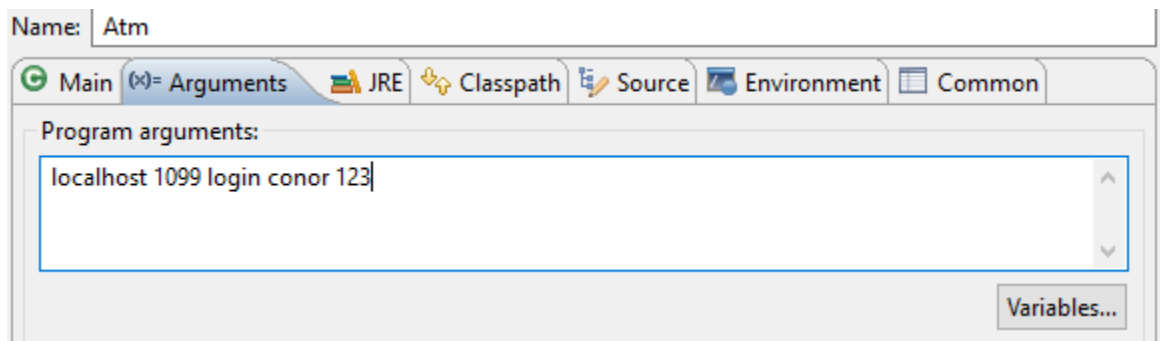 Name: Atm
Main (x)= Arguments JRE Classpath Source Environment Common
Program arguments:
localhost 1099 login conor 123
Variables...